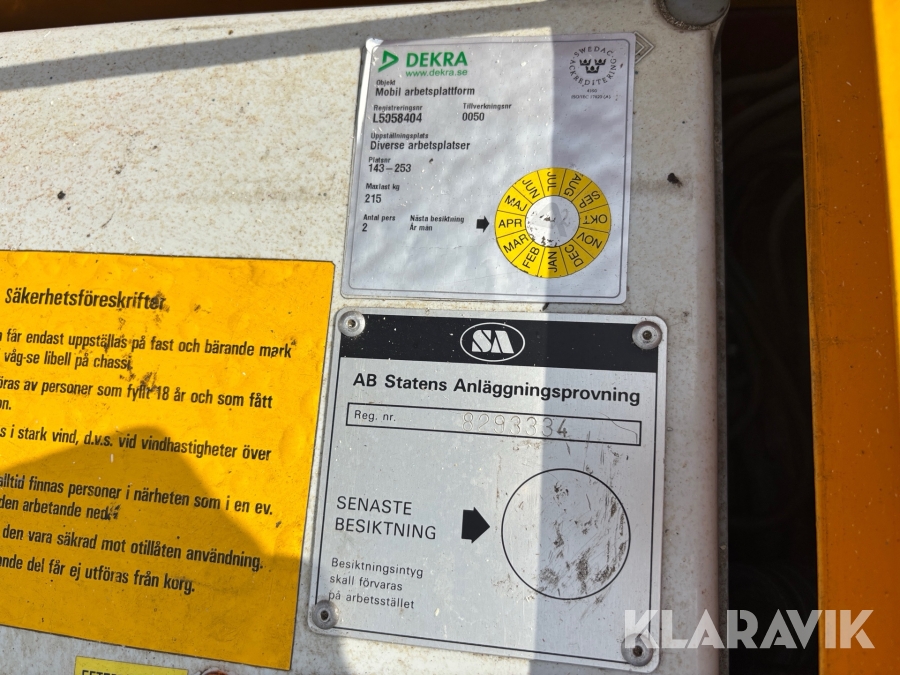 DEKRA
www.dekra.se
SWEDAC
ACKREDITERING
Objekt
Mobil arbetsplattform
Registreringsnr Tillverkningsnr
L5058404 0050
Uppställningsplats
Diverse arbetsplatser
Platsnr
143-253
Maxlast kg
215
Antal pers Nästa besiktning
2 År mån
JAN FEB MAR APR MAJ JUN JUL AUG SEP OKT NOV DEC
Säkerhetsföreskrifter
får endast uppställas på fast och bärande mark
våg-se libell på chassi.
av personer som fyllt 18 år och som fått
i stark vind, d.v.s. vid vindhastigheter över
alltid finnas personer i närheten som i en ev.
den arbetande ned.
den vara säkrad mot otillåten användning.
del får ej utföras från korg.
SA
AB Statens Anläggningsprovning
Reg. nr. 8293334
SENASTE
BESIKTNING
Besiktningsintyg
skall förvaras
på arbetsstället
KLARAVIK